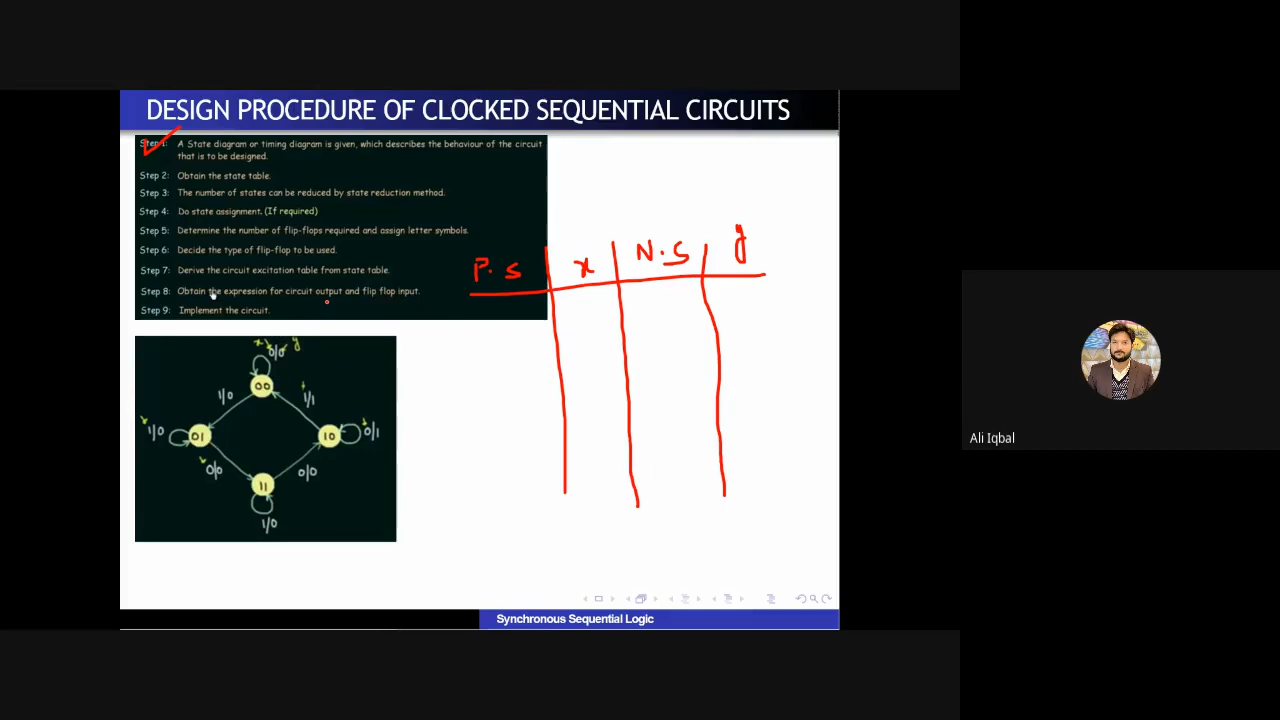 DESIGN PROCEDURE OF CLOCKED SEQUENTIAL CIRCUITS
Step 1: A State diagram or timing diagram is given, which describes the behaviour of the circuit
that is to be designed.
Step 2: Obtain the state table.
Step 3: The number of states can be reduced by state reduction method.
Step 4: Do state assignment. (If required)
Step 5: Determine the number of flip-flops required and assign letter symbols.
Step 6: Decide the type of flip-flop to be used.
Step 7: Derive the circuit excitation table from state table.
Step 8: Obtain the expression for circuit output and flip flop input.
Step 9: Implement the circuit.
P.S x N.S y
x y
0/0
00
1/0 1/1
1/0 01 10 0/1
0/0 0/0
11
1/0
Synchronous Sequential Logic
Ali Iqbal